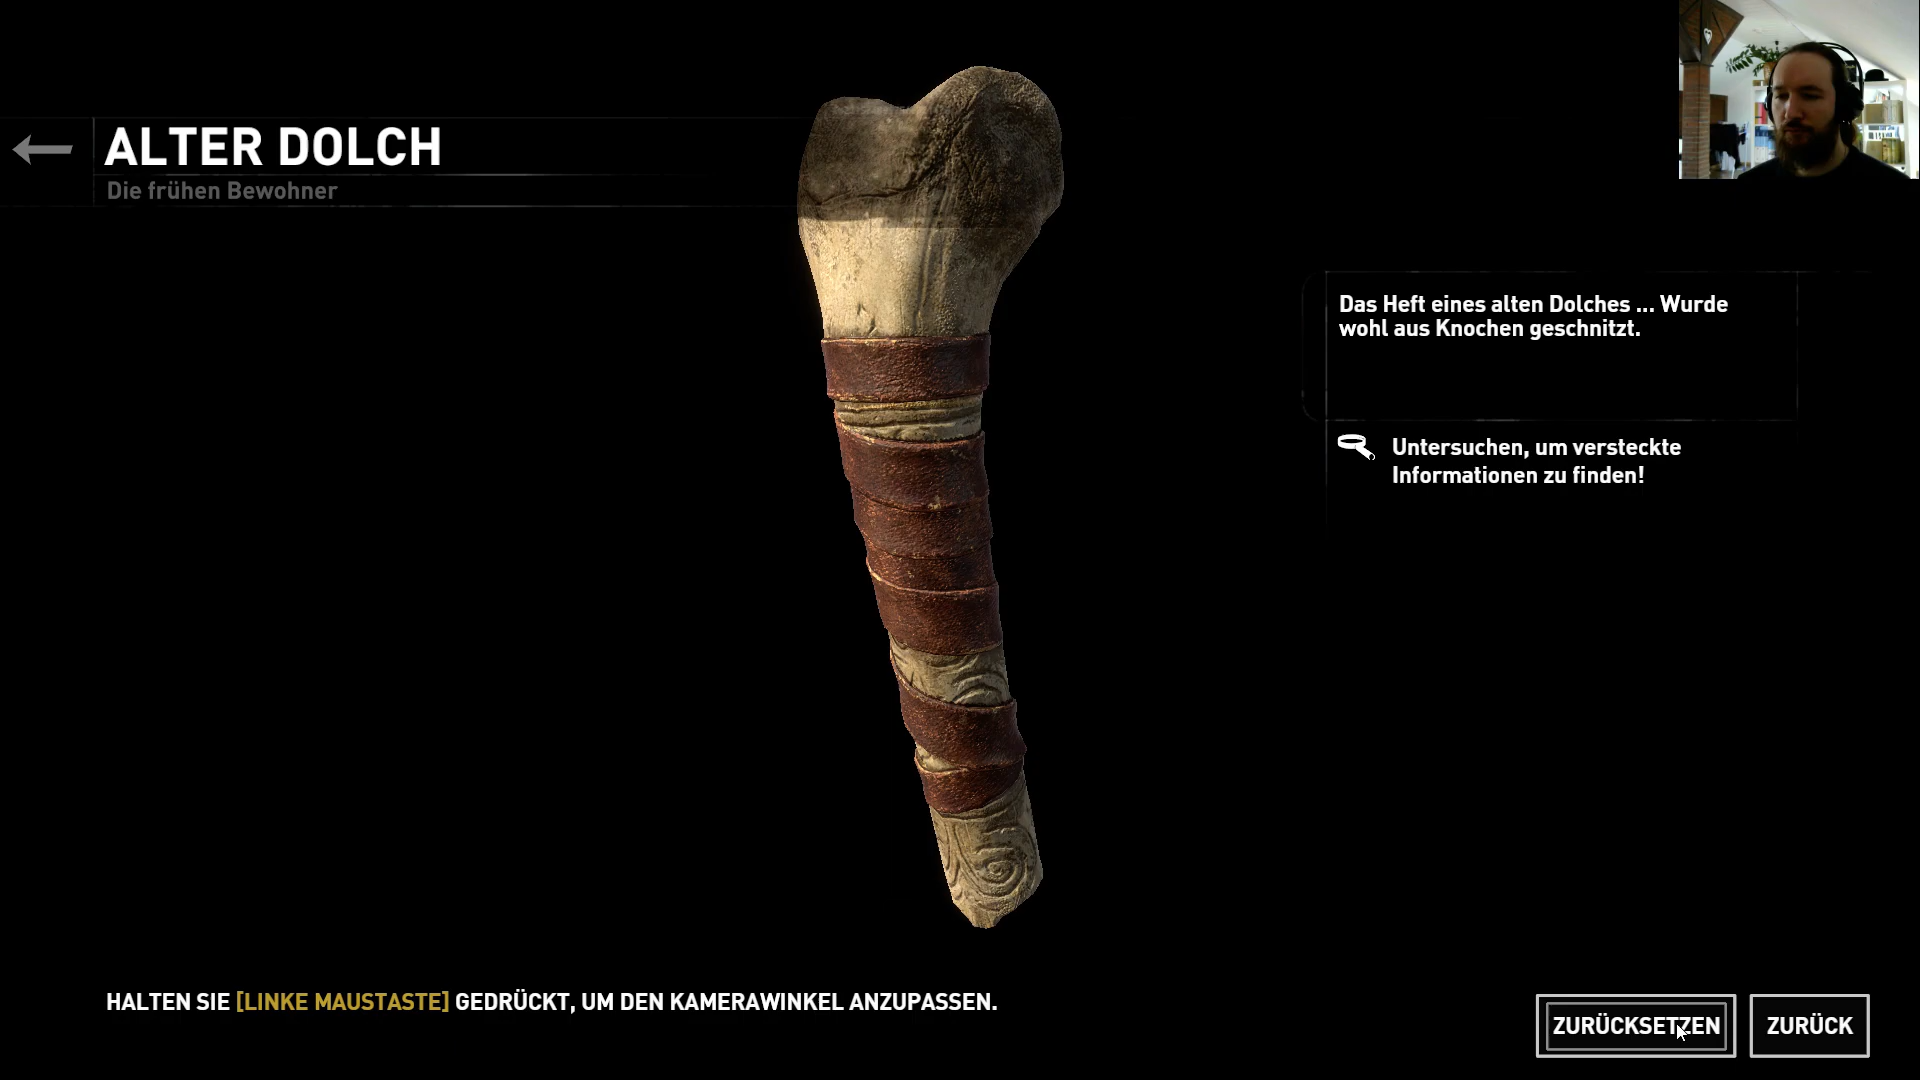 ALTER DOLCH
Die frühen Bewohner
Das Heft eines alten Dolches ... Wurde
wohl aus Knochen geschnitzt.
Untersuchen, um versteckte
Informationen zu finden!
HALTEN SIE [LINKE MAUSTASTE] GEDRÜCKT, UM DEN KAMERAWINKEL ANZUPASSEN.
ZURÜCKSETZEN
ZURÜCK